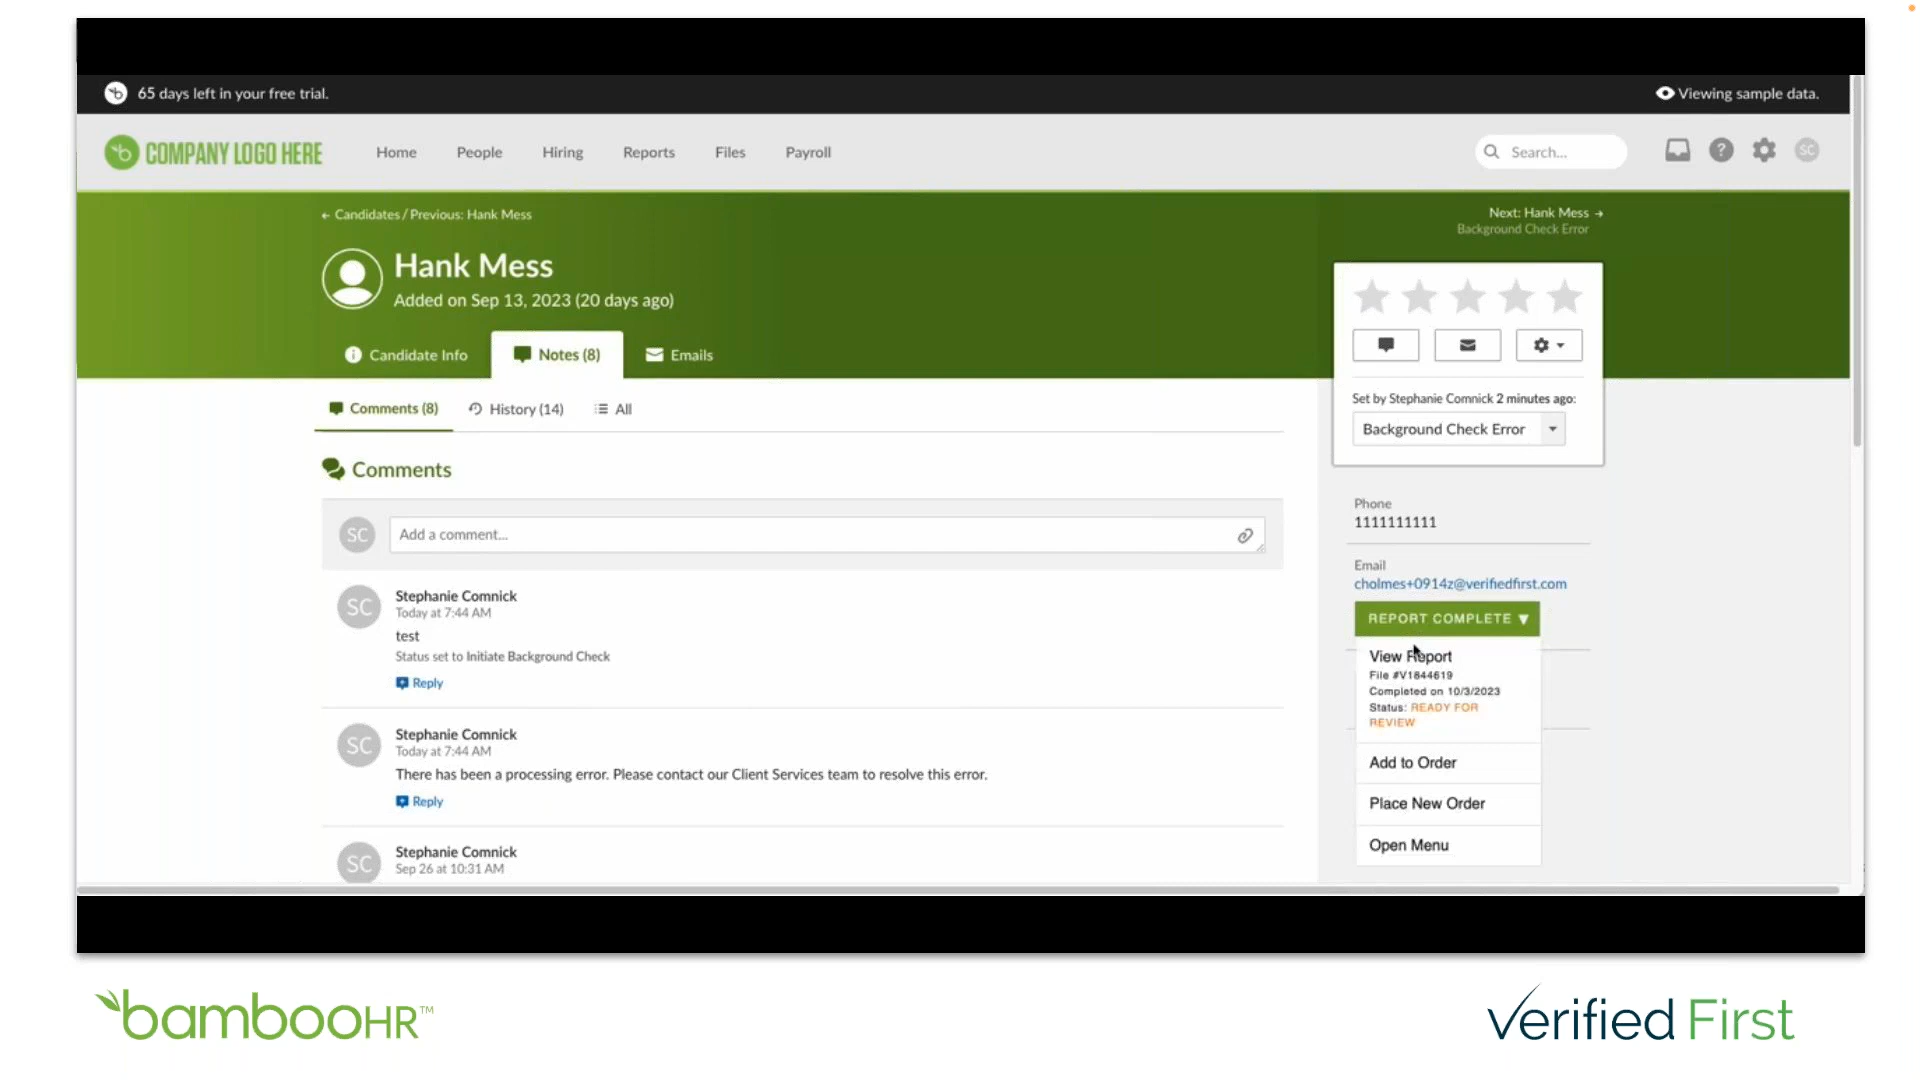 65 days left in your free trial.
Viewing sample data.
COMPANY LOGO HERE
Home People Hiring Reports Files Payroll
Search...
SC
← Candidates / Previous: Hank Mess
Next: Hank Mess →
Background Check Error
Hank Mess
Added on Sep 13, 2023 (20 days ago)
Candidate Info
Notes (8)
Emails
Set by Stephanie Comnick 2 minutes ago:
Background Check Error
Comments (8)
History (14)
All
Comments
SC
Add a comment...
SC
Stephanie Comnick
Today at 7:44 AM
test
Status set to Initiate Background Check
Reply
SC
Stephanie Comnick
Today at 7:44 AM
There has been a processing error. Please contact our Client Services team to resolve this error.
Reply
SC
Stephanie Comnick
Sep 26 at 10:31 AM
Phone
1111111111
Email
cholmes+0914z@verifiedfirst.com
REPORT COMPLETE ▼
View Report
File #V1844619
Completed on 10/3/2023
Status: READY FOR
REVIEW
Add to Order
Place New Order
Open Menu
bambooHR™
Verified First